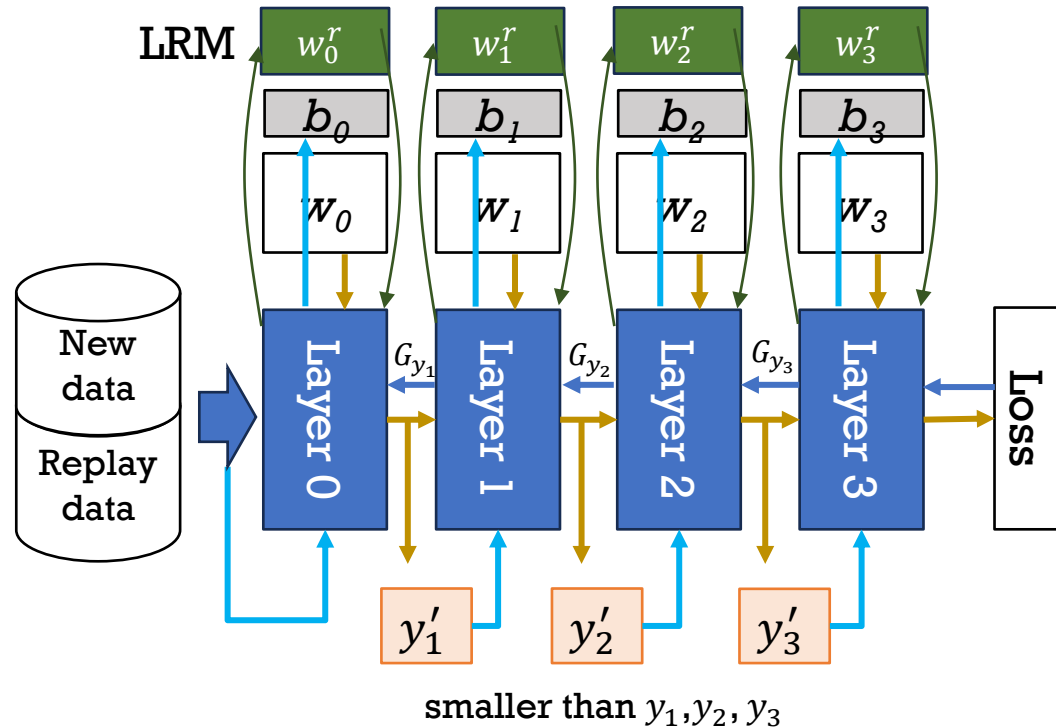 LRM
w_0^r w_1^r w_2^r w_3^r
b_0 b_1 b_2 b_3
w_0 w_1 w_2 w_3
New
data
Replay
data
Layer 0
G_{y_1}
Layer 1
G_{y_2}
Layer 2
G_{y_3}
Layer 3
Loss
y'_1 y'_2 y'_3
smaller than y_1, y_2, y_3